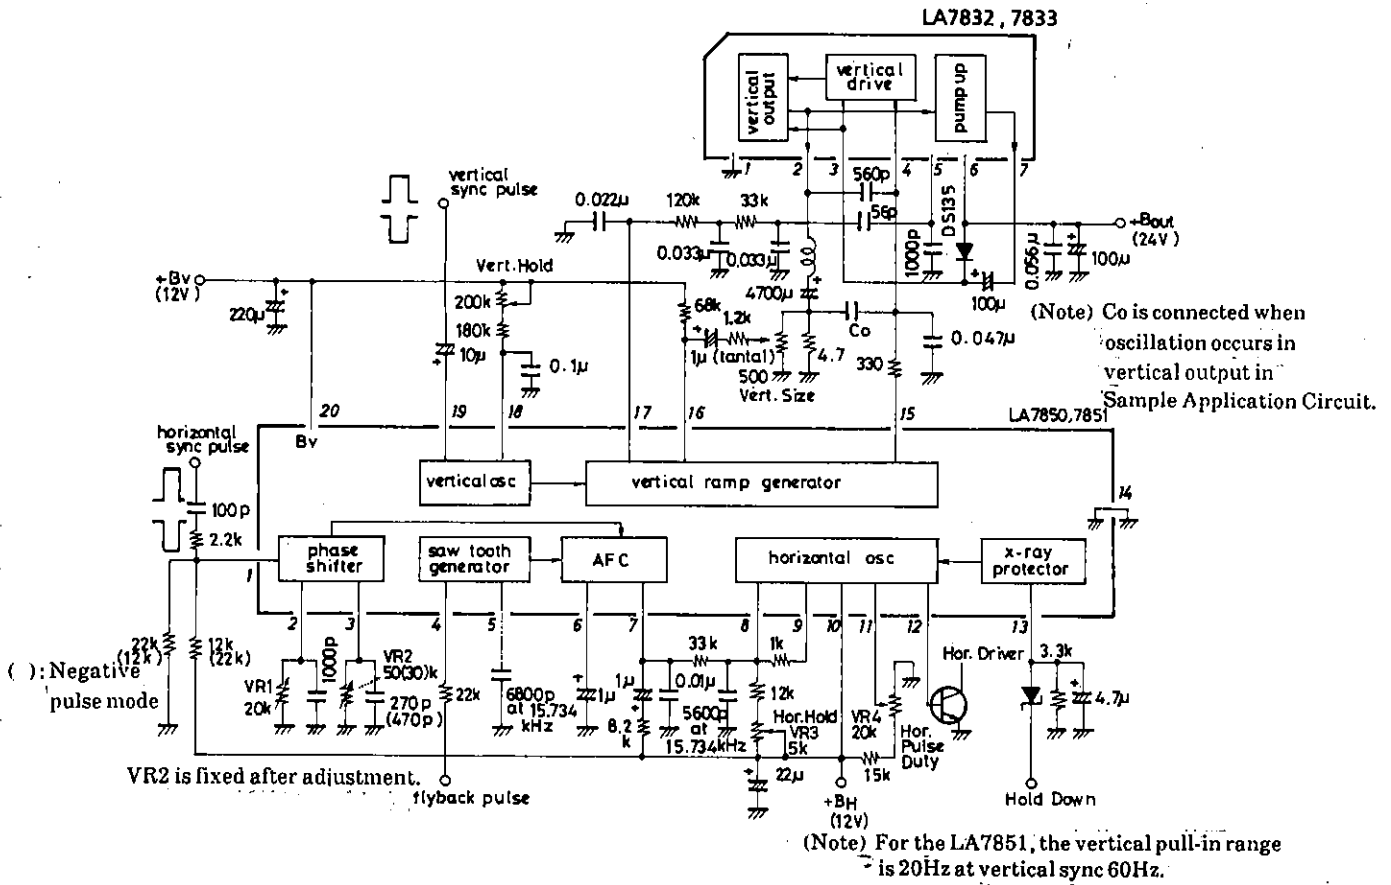 LA7832, 7833
vertical
output
vertical
drive
pump up
1
2
3
4
5
6
7
vertical
sync pulse
0.022μ
120k
33k
560p
56p
DS135
+Bout
(24V)
0.033μ
0.033μ
1000p
0.056μ
100μ
+Bv
(12V)
Vert.Hold
220μ
200k
180k
10μ
0.1μ
68k
1.2k
1μ (tantal)
4700μ
Co
4.7
500
Vert. Size
330
0.047μ
100μ
(Note) Co is connected when
oscillation occurs in
vertical output in
Sample Application Circuit.
20
19
18
17
16
15
LA7850,7851
Bv
horizontal
sync pulse
100p
2.2k
vertical osc
vertical ramp generator
14
phase
shifter
saw tooth
generator
AFC
horizontal osc
x-ray
protector
1
2
3
4
5
6
7
8
9
10
11
12
13
22k
(12k)
12k
(22k)
( ): Negative
pulse mode
VR1
20k
1000p
VR2
50(30)k
270p
(470p)
22k
6800p
at 15.734
kHz
1μ
1μ
8.2
k
33k
0.01μ
5600p
at
15.734kHz
1k
12k
Hor.Hold
VR3
5k
22μ
VR4
20k
15k
Hor.
Pulse
Duty
Hor. Driver
3.3k
4.7μ
VR2 is fixed after adjustment.
flyback pulse
+BH
(12V)
Hold Down
(Note) For the LA7851, the vertical pull-in range
is 20Hz at vertical sync 60Hz.